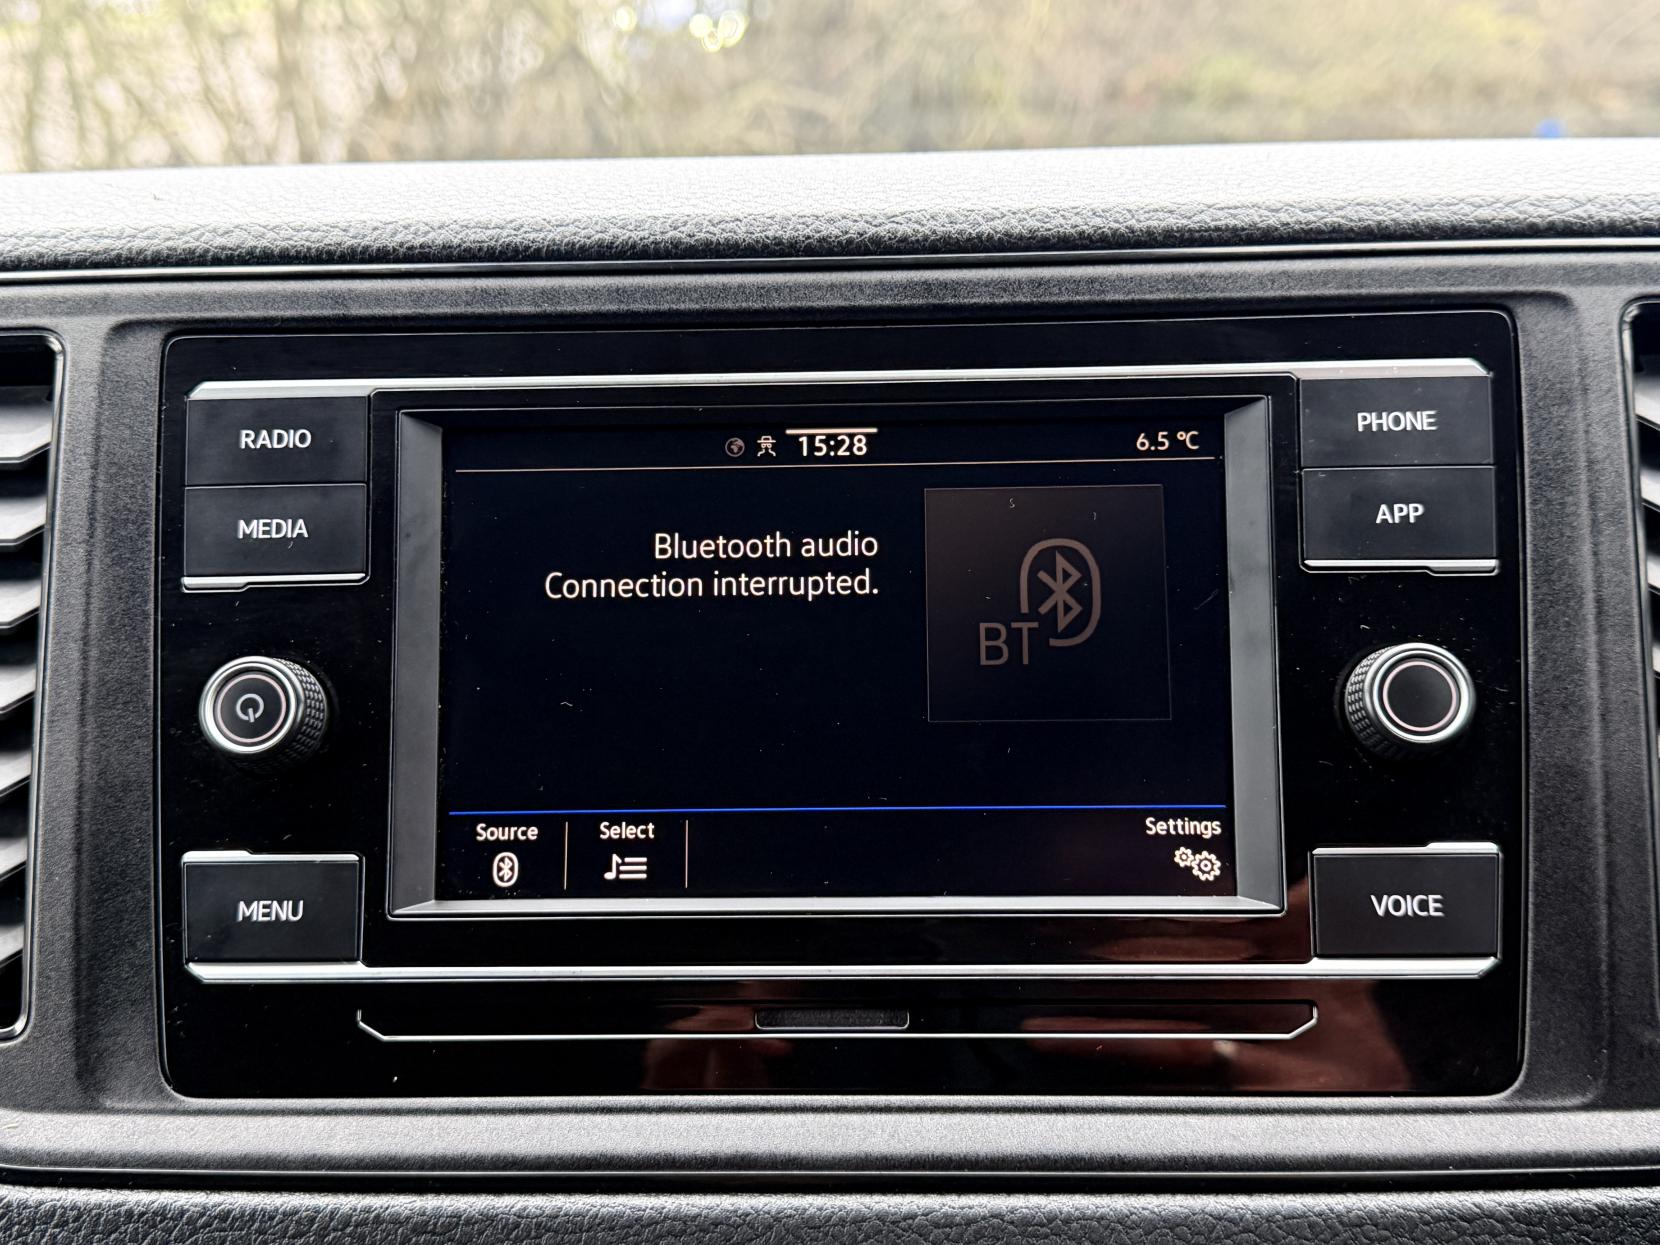 RADIO
MEDIA
MENU
15:28
6.5 °C
Bluetooth audio
Connection interrupted.
BT
Source
Select
Settings
PHONE
APP
VOICE